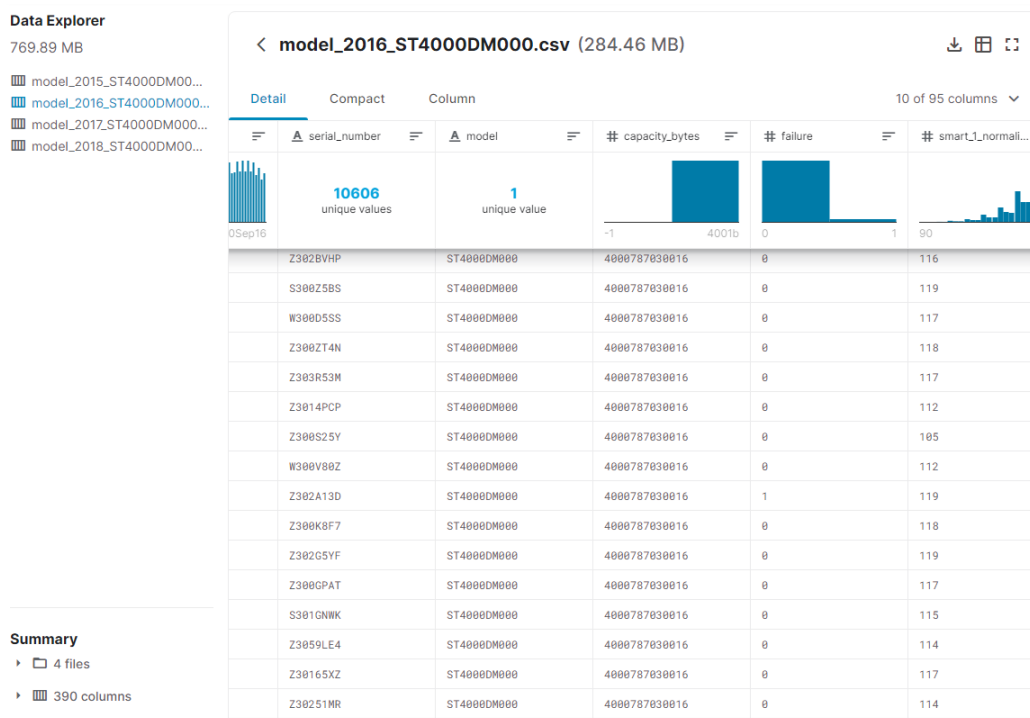 Data Explorer
769.89 MB
model_2015_ST4000DM00...
model_2016_ST4000DM000...
model_2017_ST4000DM000...
model_2018_ST4000DM00...
Summary
4 files
390 columns
model_2016_ST4000DM000.csv (284.46 MB)
Detail Compact Column 10 of 95 columns
A serial_number A model # capacity_bytes # failure # smart_1_normali...
10606 1
unique values unique value
0Sep16 -1 4001b 0 1 90
Z302BVHP ST4000DM000 4000787030016 0 116
S300Z5BS ST4000DM000 4000787030016 0 119
W300D5SS ST4000DM000 4000787030016 0 117
Z300ZT4N ST4000DM000 4000787030016 0 118
Z303R53M ST4000DM000 4000787030016 0 117
Z3014PCP ST4000DM000 4000787030016 0 112
Z300S25Y ST4000DM000 4000787030016 0 105
W300V80Z ST4000DM000 4000787030016 0 112
Z302A13D ST4000DM000 4000787030016 1 119
Z300K8F7 ST4000DM000 4000787030016 0 118
Z302G5YF ST4000DM000 4000787030016 0 119
Z300GPAT ST4000DM000 4000787030016 0 117
S301GNWK ST4000DM000 4000787030016 0 115
Z3059LE4 ST4000DM000 4000787030016 0 114
Z30165XZ ST4000DM000 4000787030016 0 117
Z30251MR ST4000DM000 4000787030016 0 114